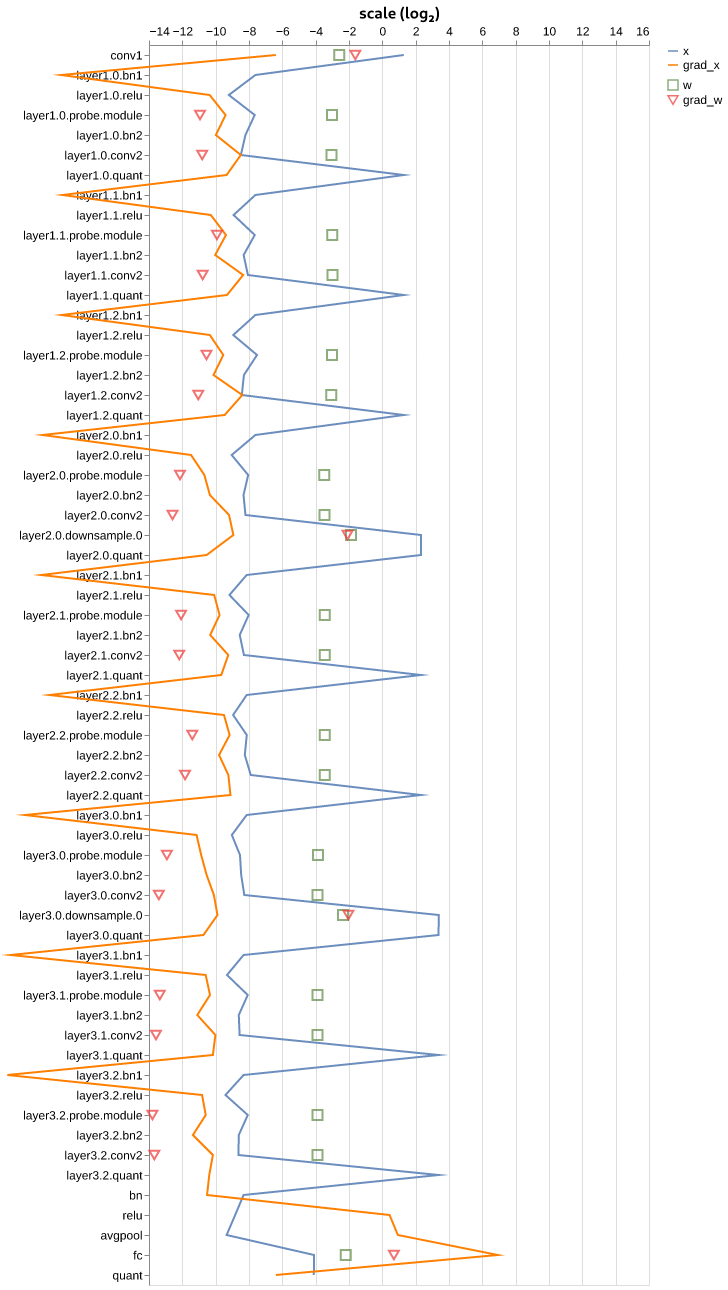 scale (log2)
−14 −12 −10 −8 −6 −4 −2 0 2 4 6 8 10 12 14 16
conv1
layer1.0.bn1
layer1.0.relu
layer1.0.probe.module
layer1.0.bn2
layer1.0.conv2
layer1.0.quant
layer1.1.bn1
layer1.1.relu
layer1.1.probe.module
layer1.1.bn2
layer1.1.conv2
layer1.1.quant
layer1.2.bn1
layer1.2.relu
layer1.2.probe.module
layer1.2.bn2
layer1.2.conv2
layer1.2.quant
layer2.0.bn1
layer2.0.relu
layer2.0.probe.module
layer2.0.bn2
layer2.0.conv2
layer2.0.downsample.0
layer2.0.quant
layer2.1.bn1
layer2.1.relu
layer2.1.probe.module
layer2.1.bn2
layer2.1.conv2
layer2.1.quant
layer2.2.bn1
layer2.2.relu
layer2.2.probe.module
layer2.2.bn2
layer2.2.conv2
layer2.2.quant
layer3.0.bn1
layer3.0.relu
layer3.0.probe.module
layer3.0.bn2
layer3.0.conv2
layer3.0.downsample.0
layer3.0.quant
layer3.1.bn1
layer3.1.relu
layer3.1.probe.module
layer3.1.bn2
layer3.1.conv2
layer3.1.quant
layer3.2.bn1
layer3.2.relu
layer3.2.probe.module
layer3.2.bn2
layer3.2.conv2
layer3.2.quant
bn
relu
avgpool
fc
quant
x
grad_x
w
grad_w